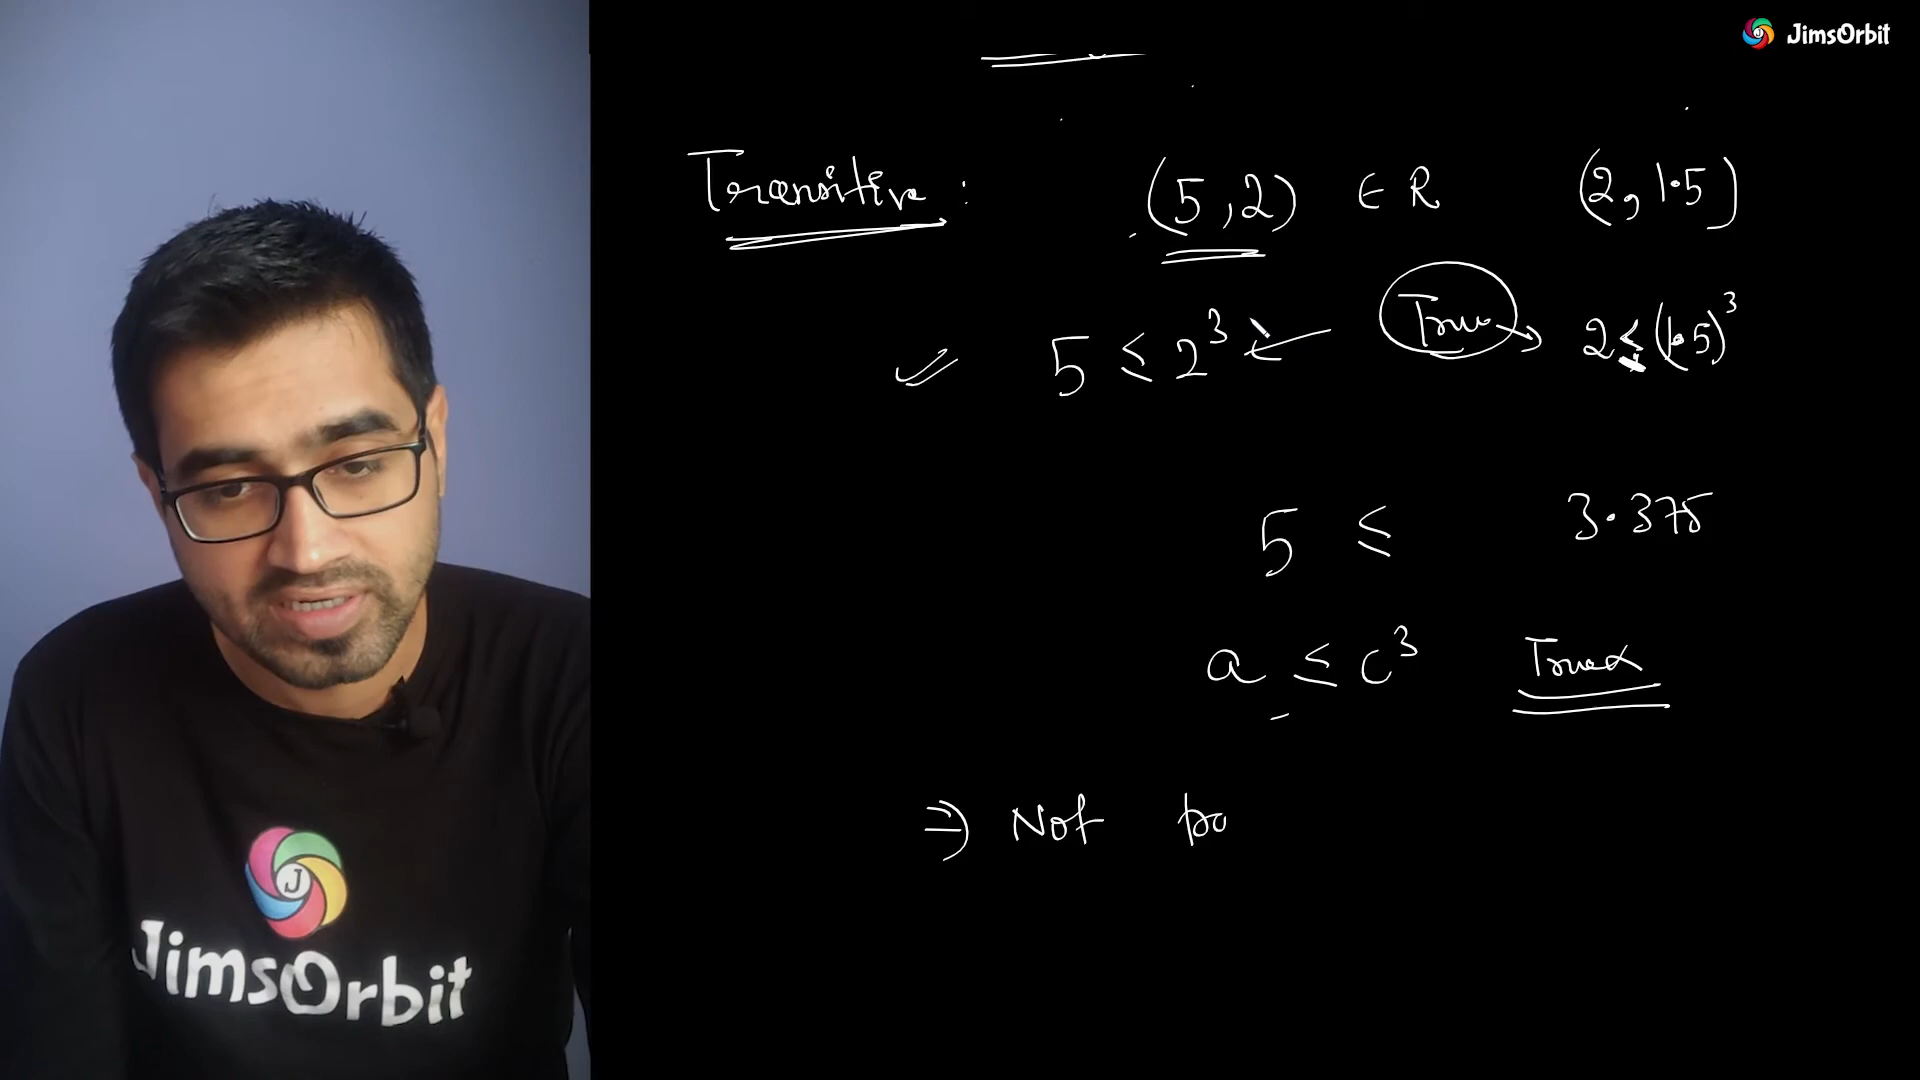 JimsOrbit
Transitive : (5,2) ∈ R (2, 1.5)
5 ≤ 2³ True → 2 ≤ (1.5)³
5 ≤ 3.375
a ≤ c³ True
⇒ Not po
J
JimsOrbit